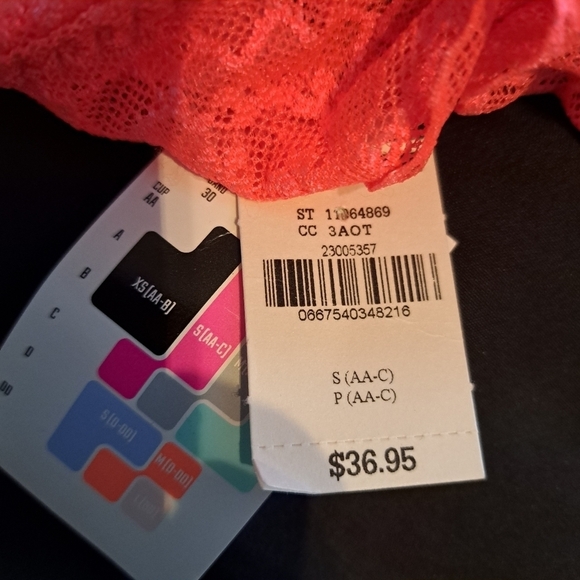 CUP
AA
BAND
30
A
B
C
D
DD
XS(AA-B)
S(AA-C)
S(D-DD)
M(D-DD)
ST 11064869
CC 3AOT
23005357
0667540348216
S (AA-C)
P (AA-C)
$36.95